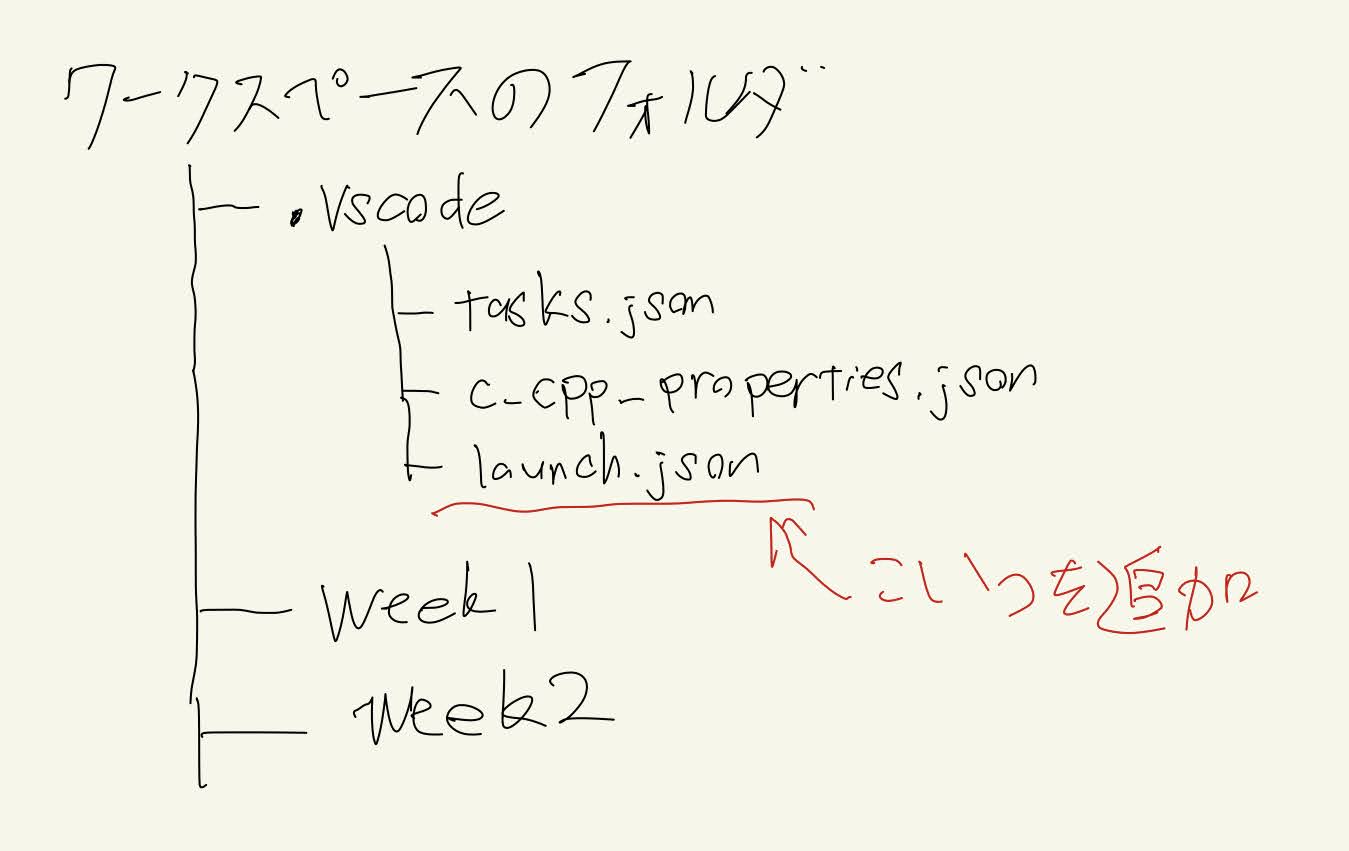 ワークスペースのフォルダ
.vscode
tasks.json
c_cpp_properties.json
launch.json
こいつを追加
week1
week2